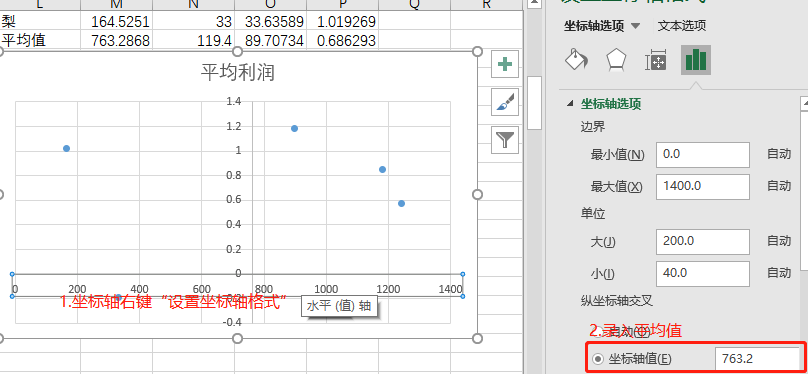 L M N O P Q R
梨 164.5251 33 33.63589 1.019269
平均值 763.2868 119.4 89.70734 0.686293
平均利润
1.4
1.2
1
0.8
0.6
0.4
0.2
0
0 200 400 600 800 1000 1200 1400
-0.2
-0.4
1.坐标轴右键“设置坐标轴格式”
水平 (值) 轴
坐标轴选项 文本选项
坐标轴选项
边界
最小值(N) 0.0 自动
最大值(X) 1400.0 自动
单位
大(J) 200.0 自动
小(I) 40.0 自动
纵坐标轴交叉
2.录入平均值
坐标轴值(E) 763.2